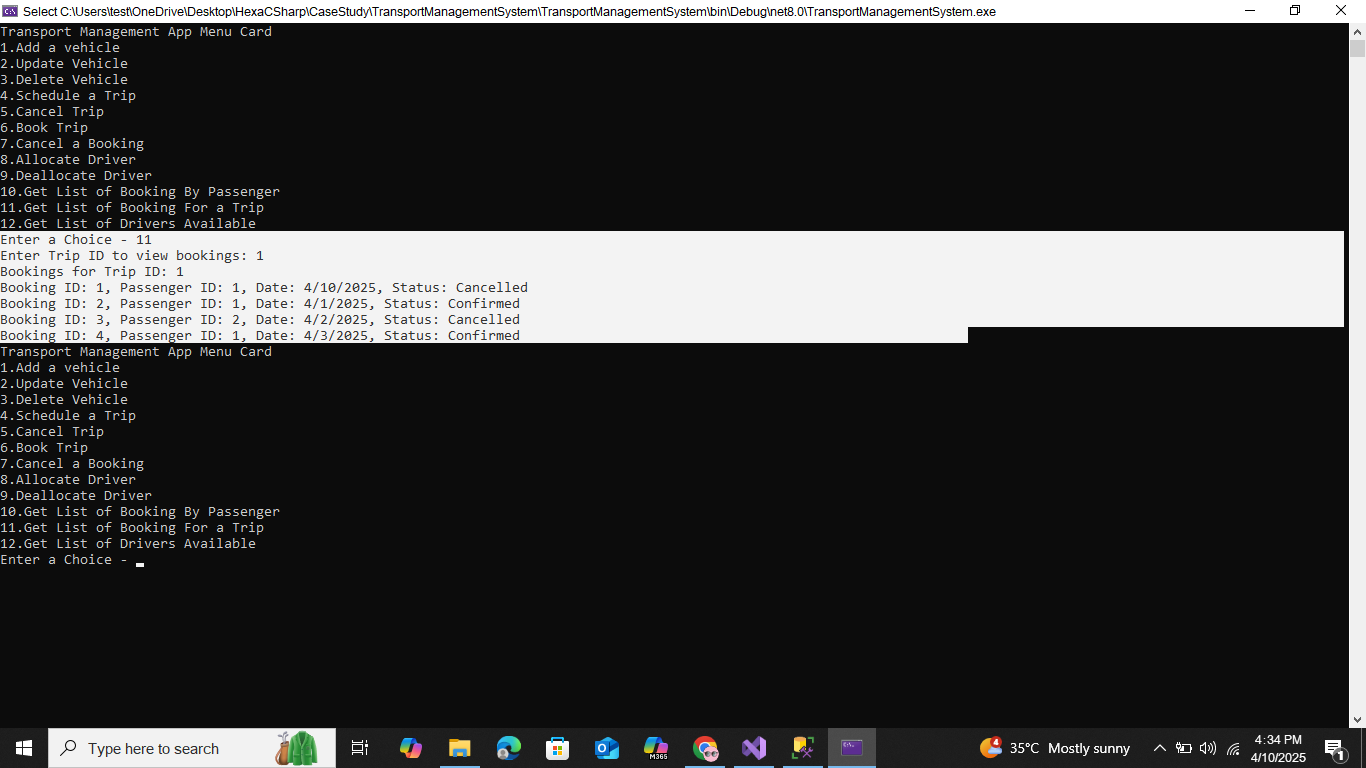 Select C:\Users\test\OneDrive\Desktop\HexaCSharp\CaseStudy\TransportManagementSystem\TransportManagementSystem\bin\Debug\net8.0\TransportManagementSystem.exe
Transport Management App Menu Card
1.Add a vehicle
2.Update Vehicle
3.Delete Vehicle
4.Schedule a Trip
5.Cancel Trip
6.Book Trip
7.Cancel a Booking
8.Allocate Driver
9.Deallocate Driver
10.Get List of Booking By Passenger
11.Get List of Booking For a Trip
12.Get List of Drivers Available
Enter a Choice - 11
Enter Trip ID to view bookings: 1
Bookings for Trip ID: 1
Booking ID: 1, Passenger ID: 1, Date: 4/10/2025, Status: Cancelled
Booking ID: 2, Passenger ID: 1, Date: 4/1/2025, Status: Confirmed
Booking ID: 3, Passenger ID: 2, Date: 4/2/2025, Status: Cancelled
Booking ID: 4, Passenger ID: 1, Date: 4/3/2025, Status: Confirmed
Transport Management App Menu Card
1.Add a vehicle
2.Update Vehicle
3.Delete Vehicle
4.Schedule a Trip
5.Cancel Trip
6.Book Trip
7.Cancel a Booking
8.Allocate Driver
9.Deallocate Driver
10.Get List of Booking By Passenger
11.Get List of Booking For a Trip
12.Get List of Drivers Available
Enter a Choice -
Type here to search
M365
4
35°C Mostly sunny
4:34 PM
4/10/2025
1